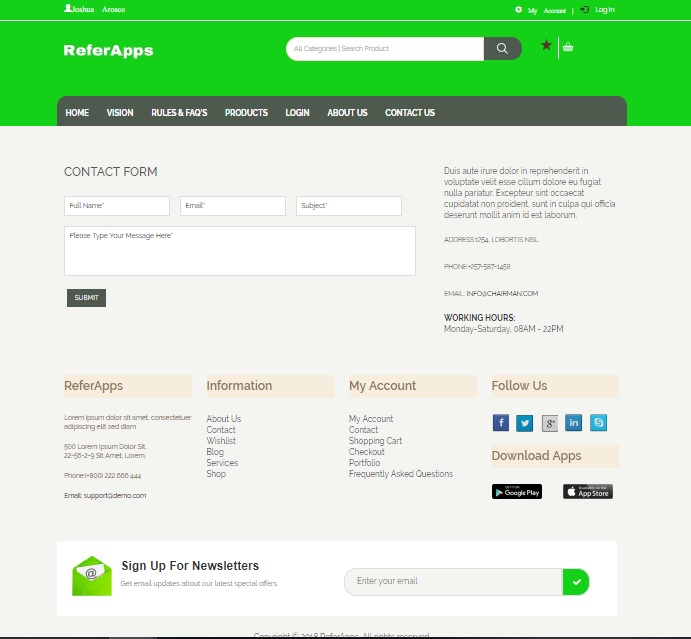 Joshua Arosco
My Account | Log In
ReferApps
All Categories | Search Product
HOME VISION RULES & FAQ'S PRODUCTS LOGIN ABOUT US CONTACT US
CONTACT FORM
Full Name* Email* Subject*
Please Type Your Message Here*
SUBMIT
Duis aute irure dolor in reprehenderit in
voluptate velit esse cillum dolore eu fugiat
nulla pariatur. Excepteur sint occaecat
cupidatat non proident, sunt in culpa qui officia
deserunt mollit anim id est laborum.
ADDRESS:1254, LOBORTIS NISL
PHONE:+257-587-1458
EMAIL: INFO@CHAIRMAN.COM
WORKING HOURS:
Monday-Saturday, 08AM - 22PM
ReferApps
Lorem ipsum dolor sit amet, consectetuer
adipiscing elit sed diam
500 Lorem Ipsum Dolor Sit,
22-56-2-9 Sit Amet, Lorem,
Phone:(+800) 222 666 444
Email: support@demo.com
Information
About Us
Contact
Wishlist
Blog
Services
Shop
My Account
My Account
Contact
Shopping Cart
Checkout
Portfolio
Frequently Asked Questions
Follow Us
Download Apps
Google Play
App Store
Sign Up For Newsletters
Get email updates about our latest special offers
Enter your email
Copyright © 2018 ReferApps. All rights reserved